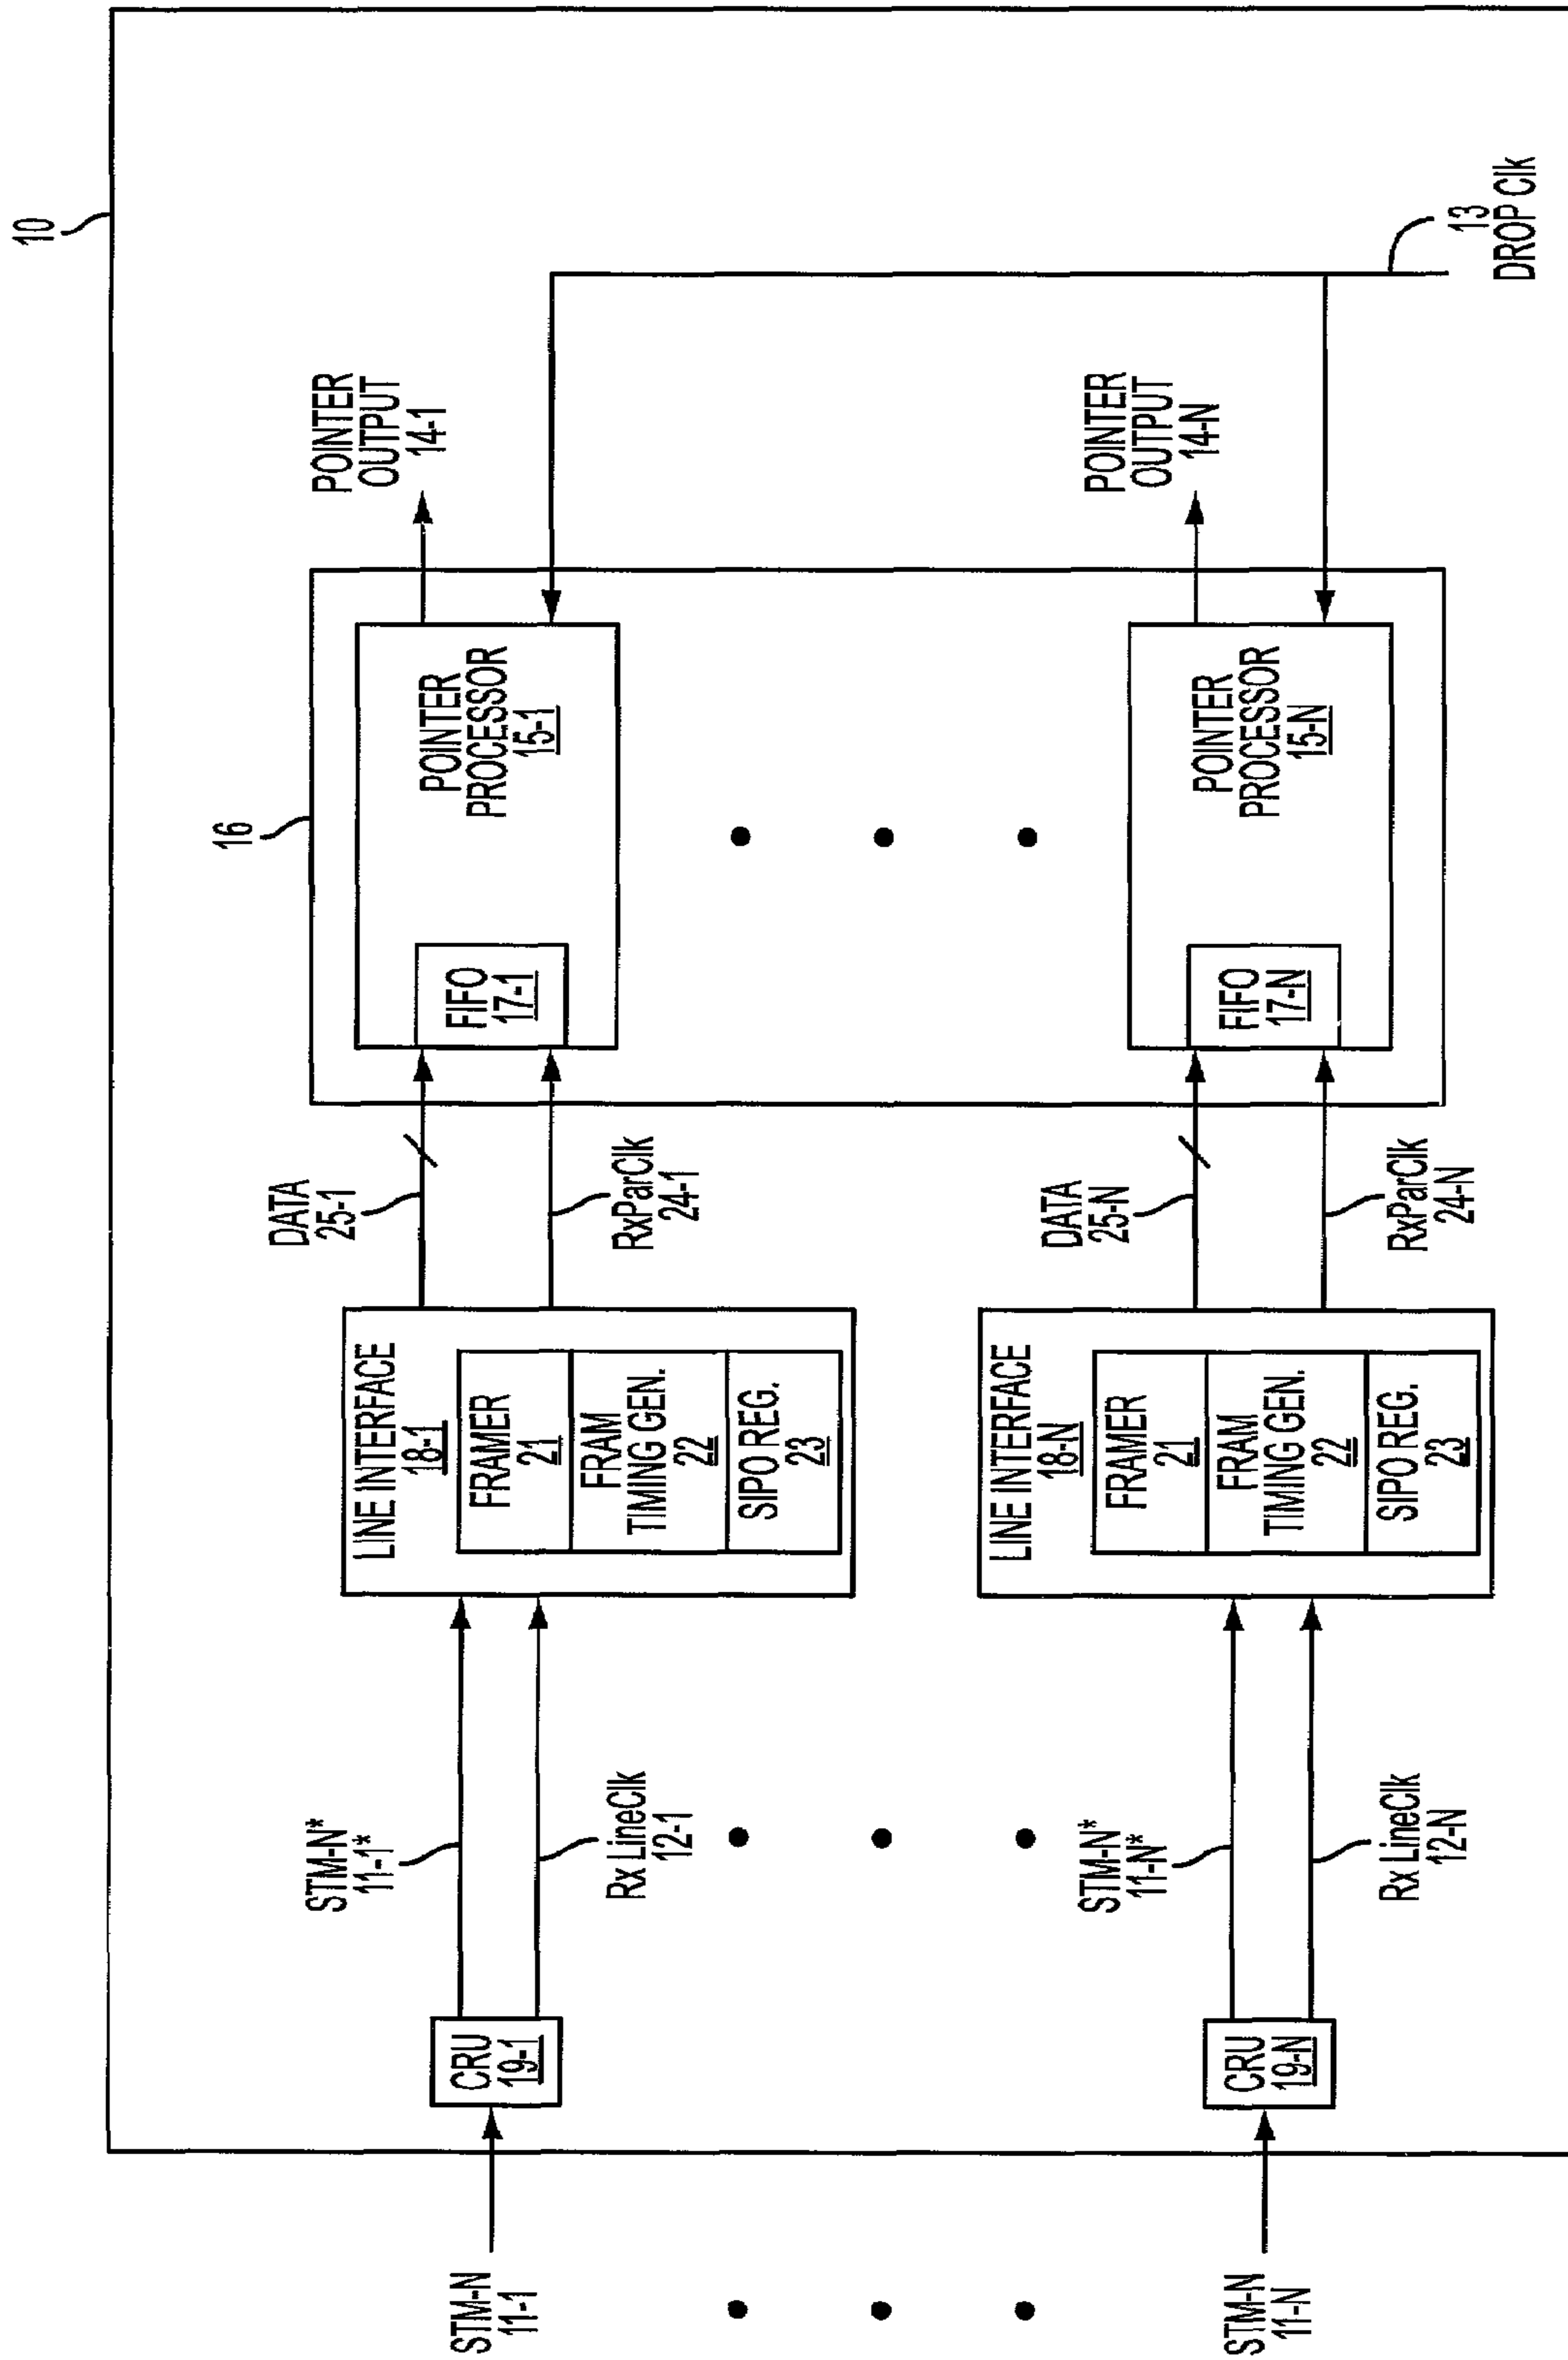 10
16
POINTER
OUTPUT
14-1
POINTER
PROCESSOR
15-1
FIFO
17-1
DATA
25-1
RxParClk
24-1
LINE INTERFACE
18-1
FRAMER
21
FRAM
TIMING GEN.
22
SIPO REG.
23
STM-N*
11-1*
Rx LineClk
12-1
CRU
19-1
STM-N
11-1
POINTER
OUTPUT
14-N
POINTER
PROCESSOR
15-N
FIFO
17-N
DATA
25-N
RxParClk
24-N
LINE INTERFACE
18-N
FRAMER
21
FRAM
TIMING GEN.
22
SIPO REG.
23
STM-N*
11-N*
Rx LineClk
12-N
CRU
19-N
STM-N
11-N
13
DROP Clk